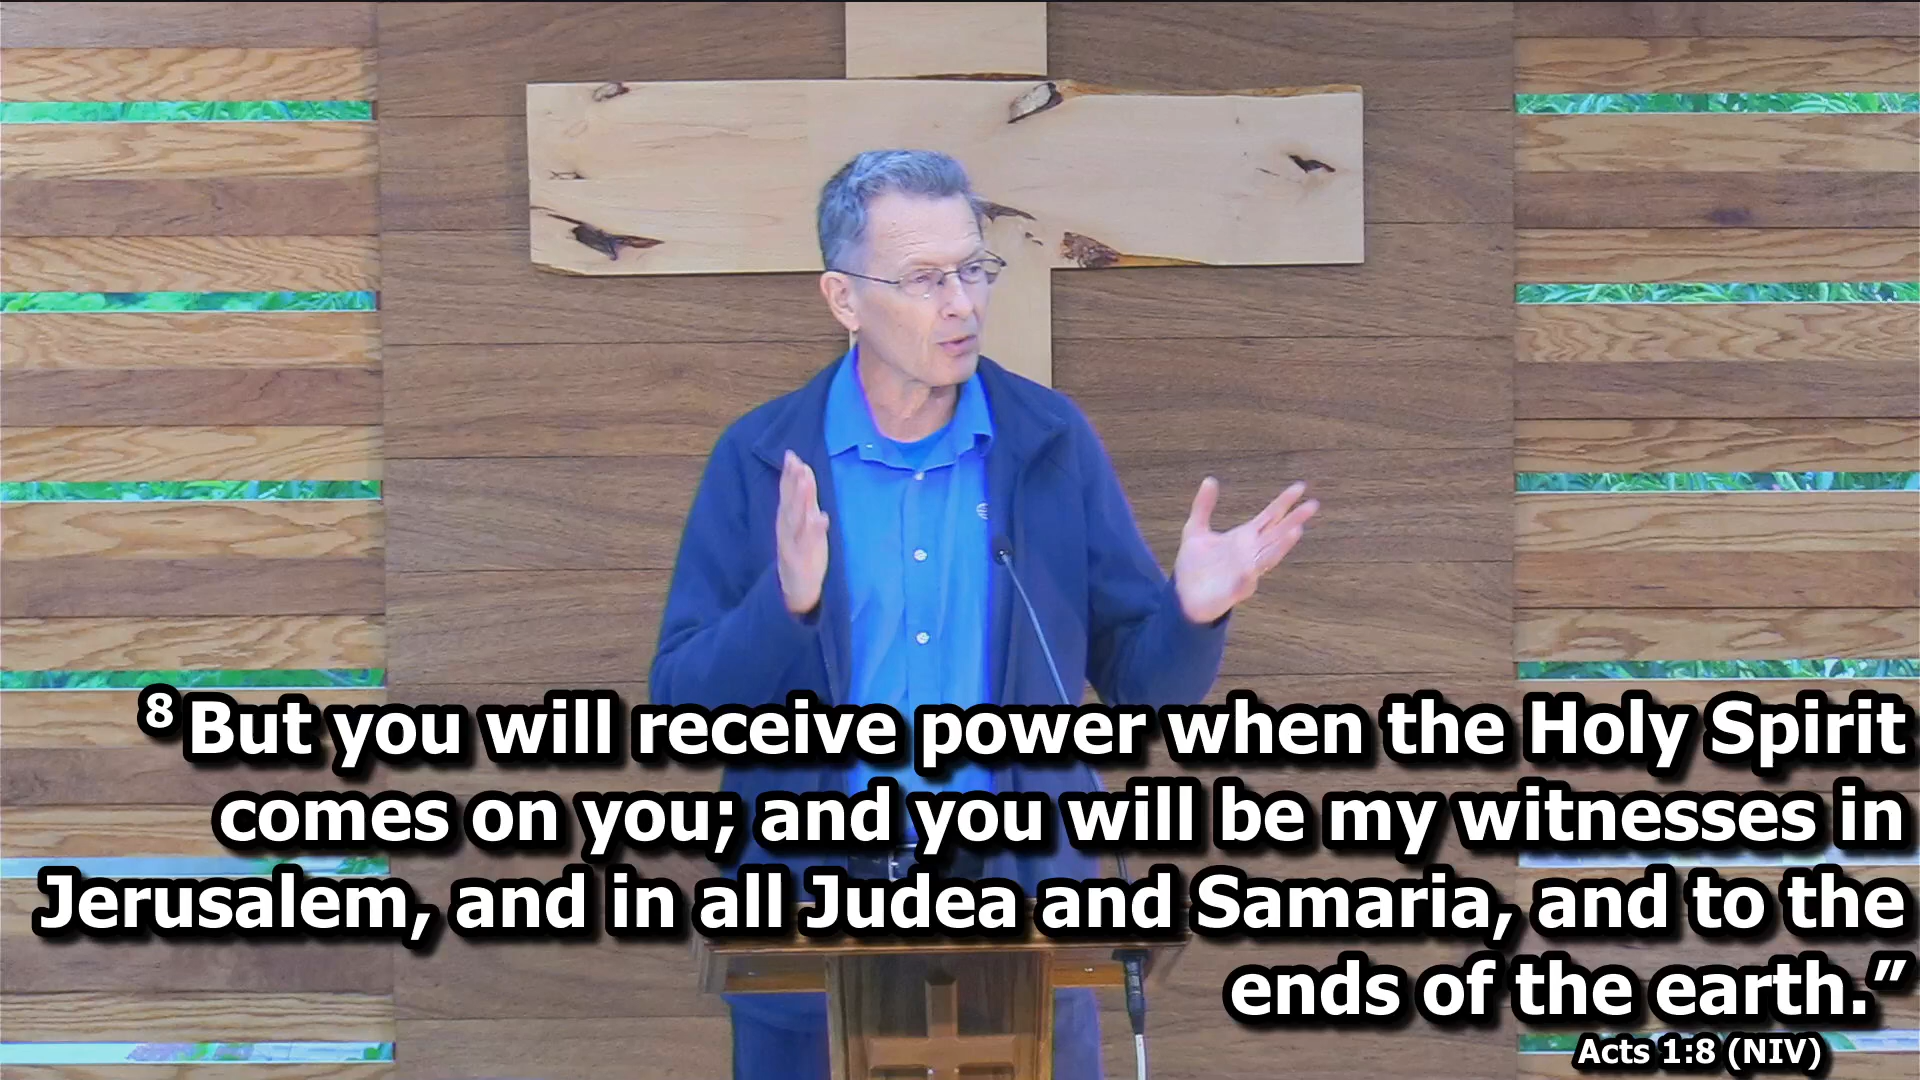 8 But you will receive power when the Holy Spirit
comes on you; and you will be my witnesses in
Jerusalem, and in all Judea and Samaria, and to the
ends of the earth.”
Acts 1:8 (NIV)